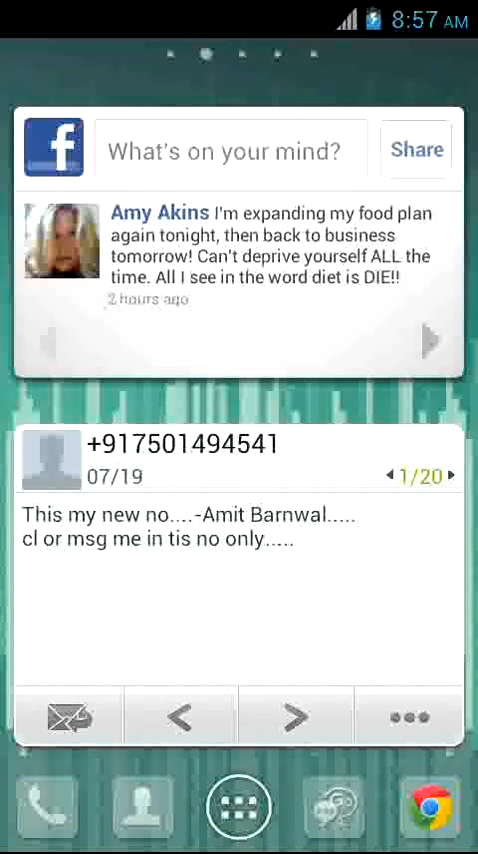 8:57 AM
f
What's on your mind?
Share
Amy Akins I'm expanding my food plan
again tonight, then back to business
tomorrow! Can't deprive yourself ALL the
time. All I see in the word diet is DIE!!
2 hours ago
+917501494541
07/19
1/20
This my new no....-Amit Barnwal.....
cl or msg me in tis no only.....
GO